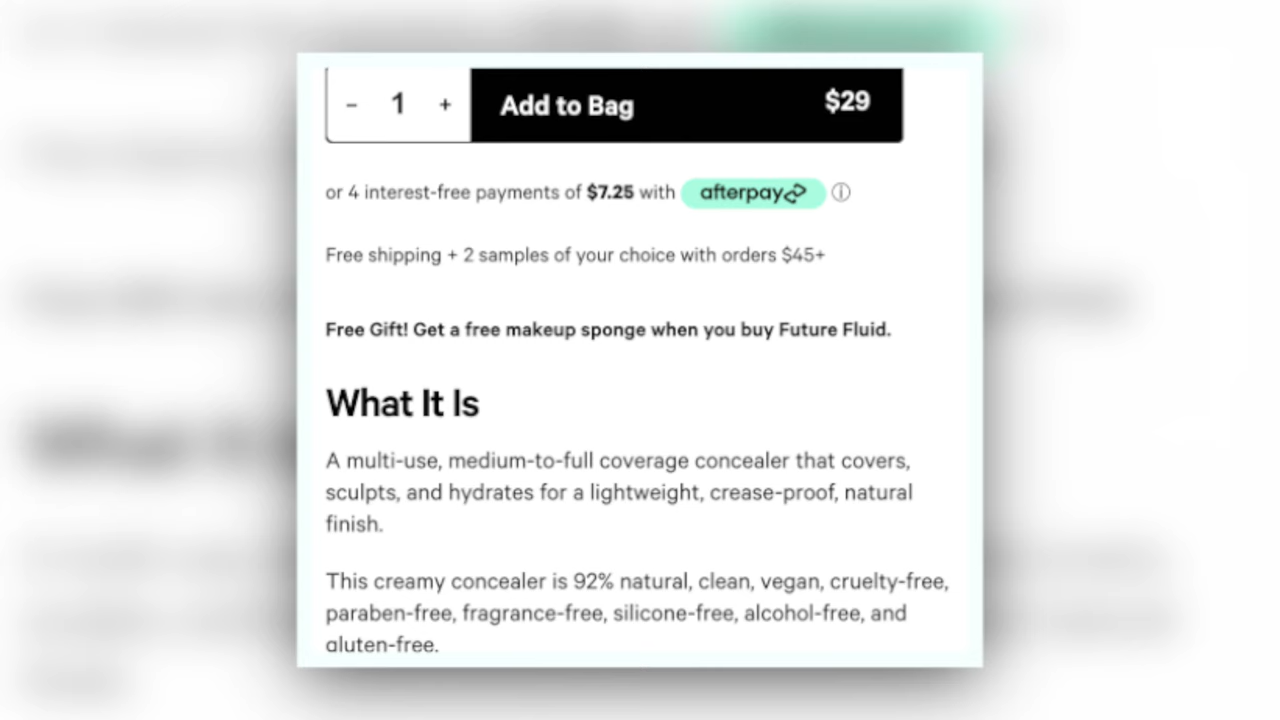 - 1 + Add to Bag $29
or 4 interest-free payments of $7.25 with afterpay
Free shipping + 2 samples of your choice with orders $45+
Free Gift! Get a free makeup sponge when you buy Future Fluid.
What It Is
A multi-use, medium-to-full coverage concealer that covers,
sculpts, and hydrates for a lightweight, crease-proof, natural
finish.
This creamy concealer is 92% natural, clean, vegan, cruelty-free,
paraben-free, fragrance-free, silicone-free, alcohol-free, and
gluten-free.